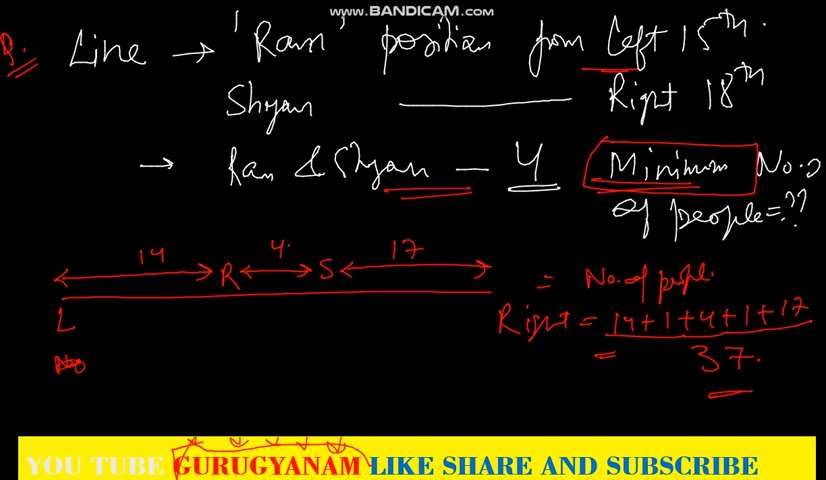 www.BANDICAM.com
Q. Line → 'Ram' position from Left 15th.
Shyam ——— Right 18th
→ Ram & Shyam — 4 Minimum No. of people = ??
14 R 4 S 17
L
= No. of people.
Right = 14+1+4+1+17
= 37.
YOU TUBE GURUGYANAM LIKE SHARE AND SUBSCRIBE